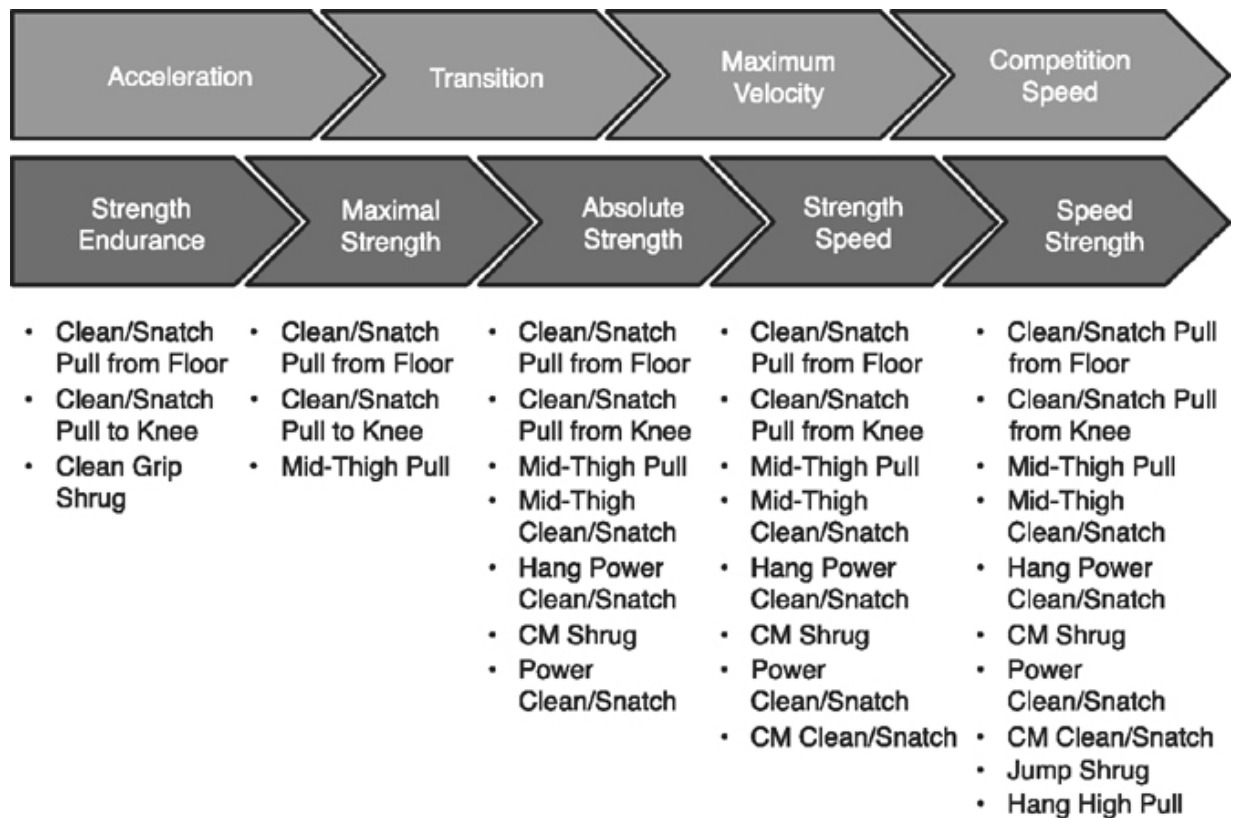 Acceleration
Transition
Maximum
Velocity
Competition
Speed
Strength
Endurance
Maximal
Strength
Absolute
Strength
Strength
Speed
Speed
Strength
• Clean/Snatch
Pull from Floor
• Clean/Snatch
Pull to Knee
• Clean Grip
Shrug
• Clean/Snatch
Pull from Floor
• Clean/Snatch
Pull to Knee
• Mid-Thigh Pull
• Clean/Snatch
Pull from Floor
• Clean/Snatch
Pull from Knee
• Mid-Thigh Pull
• Mid-Thigh
Clean/Snatch
• Hang Power
Clean/Snatch
• CM Shrug
• Power
Clean/Snatch
• Clean/Snatch
Pull from Floor
• Clean/Snatch
Pull from Knee
• Mid-Thigh Pull
• Mid-Thigh
Clean/Snatch
• Hang Power
Clean/Snatch
• CM Shrug
• Power
Clean/Snatch
• CM Clean/Snatch
• Clean/Snatch Pull
from Floor
• Clean/Snatch Pull
from Knee
• Mid-Thigh Pull
• Mid-Thigh
Clean/Snatch
• Hang Power
Clean/Snatch
• CM Shrug
• Power
Clean/Snatch
• CM Clean/Snatch
• Jump Shrug
• Hang High Pull